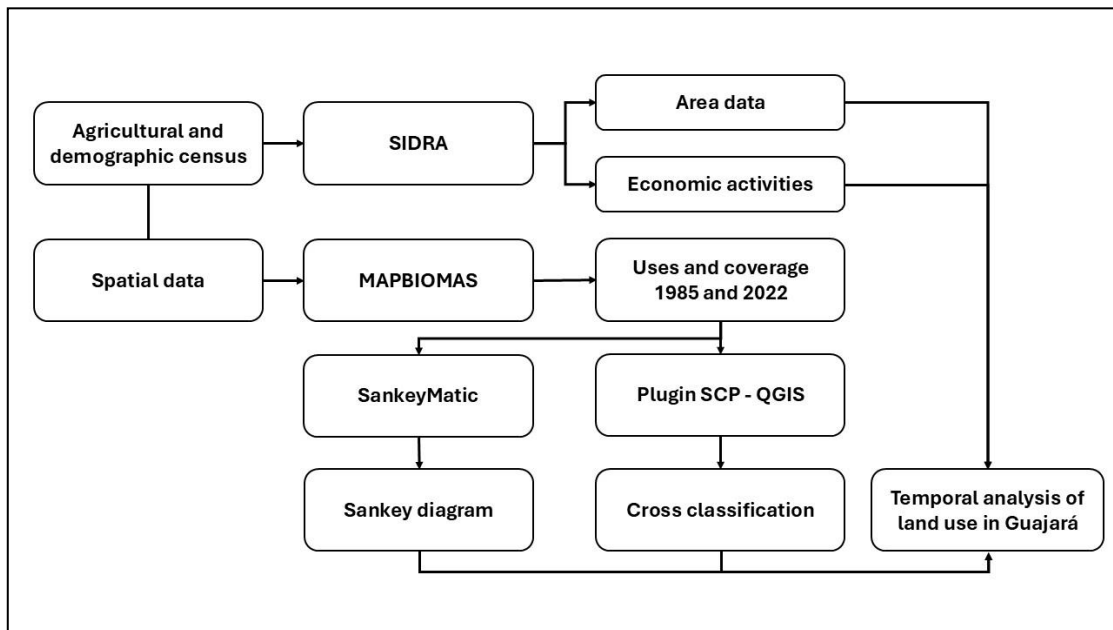 Area data
Agricultural and
demographic census
SIDRA
Economic activities
Spatial data
MAPBIOMAS
Uses and coverage
1985 and 2022
SankeyMatic
Plugin SCP - QGIS
Sankey diagram
Cross classification
Temporal analysis of
land use in Guajará